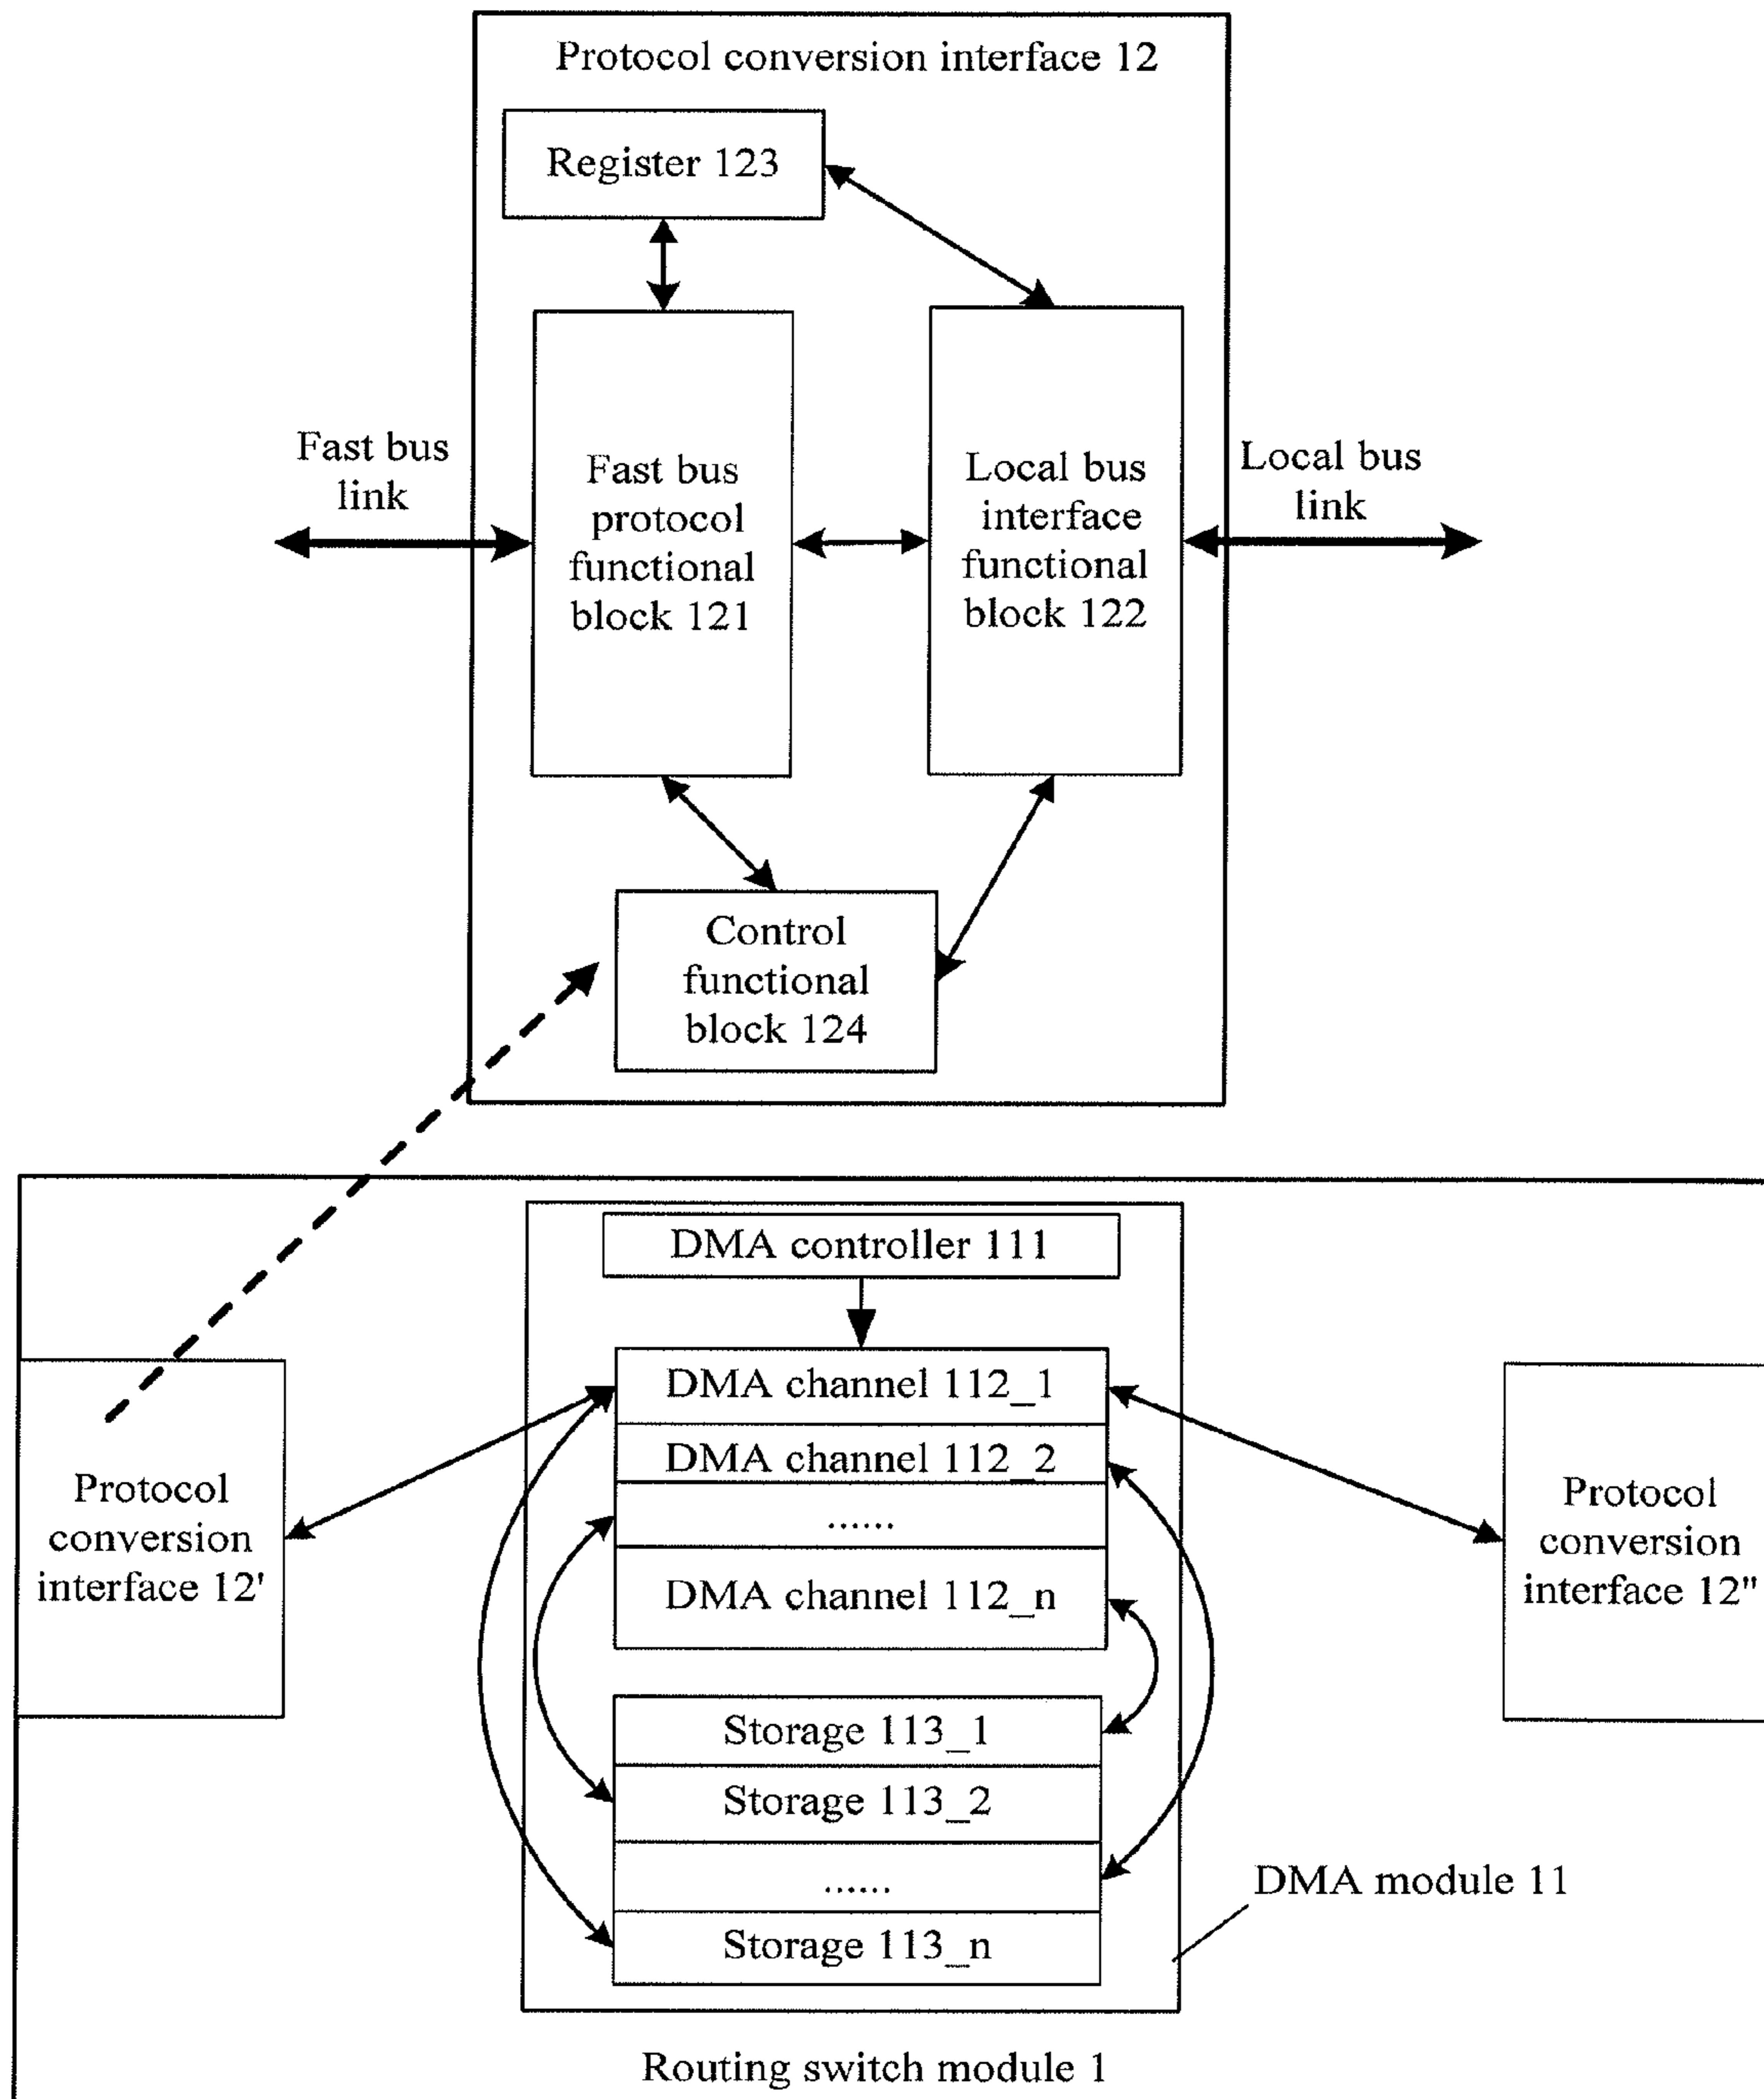 Protocol conversion interface 12
Register 123
Fast bus
link
Fast bus
protocol
functional
block 121
Local bus
interface
functional
block 122
Local bus
link
Control
functional
block 124
DMA controller 111
DMA channel 112_1
DMA channel 112_2
......
DMA channel 112_n
Protocol
conversion
interface 12'
Protocol
conversion
interface 12"
Storage 113_1
Storage 113_2
......
Storage 113_n
DMA module 11
Routing switch module 1